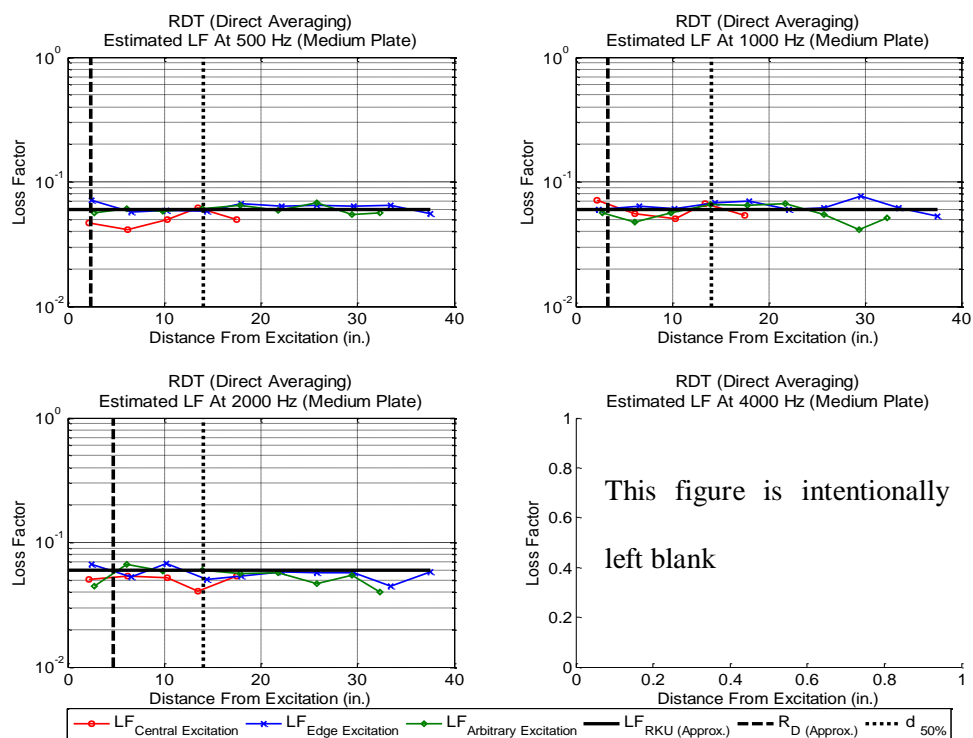 RDT (Direct Averaging)
Estimated LF At 500 Hz (Medium Plate)
10^0
10^-1
10^-2
Loss Factor
0 10 20 30 40
Distance From Excitation (in.)
RDT (Direct Averaging)
Estimated LF At 1000 Hz (Medium Plate)
10^0
10^-1
10^-2
Loss Factor
0 10 20 30 40
Distance From Excitation (in.)
RDT (Direct Averaging)
Estimated LF At 2000 Hz (Medium Plate)
10^0
10^-1
10^-2
Loss Factor
0 10 20 30 40
Distance From Excitation (in.)
RDT (Direct Averaging)
Estimated LF At 4000 Hz (Medium Plate)
1
0.8
0.6
0.4
0.2
0
Loss Factor
This figure is intentionally
left blank
0 0.2 0.4 0.6 0.8 1
Distance From Excitation (in.)
LF Central Excitation LF Edge Excitation LF Arbitrary Excitation LF RKU (Approx.) R D (Approx.) d 50%